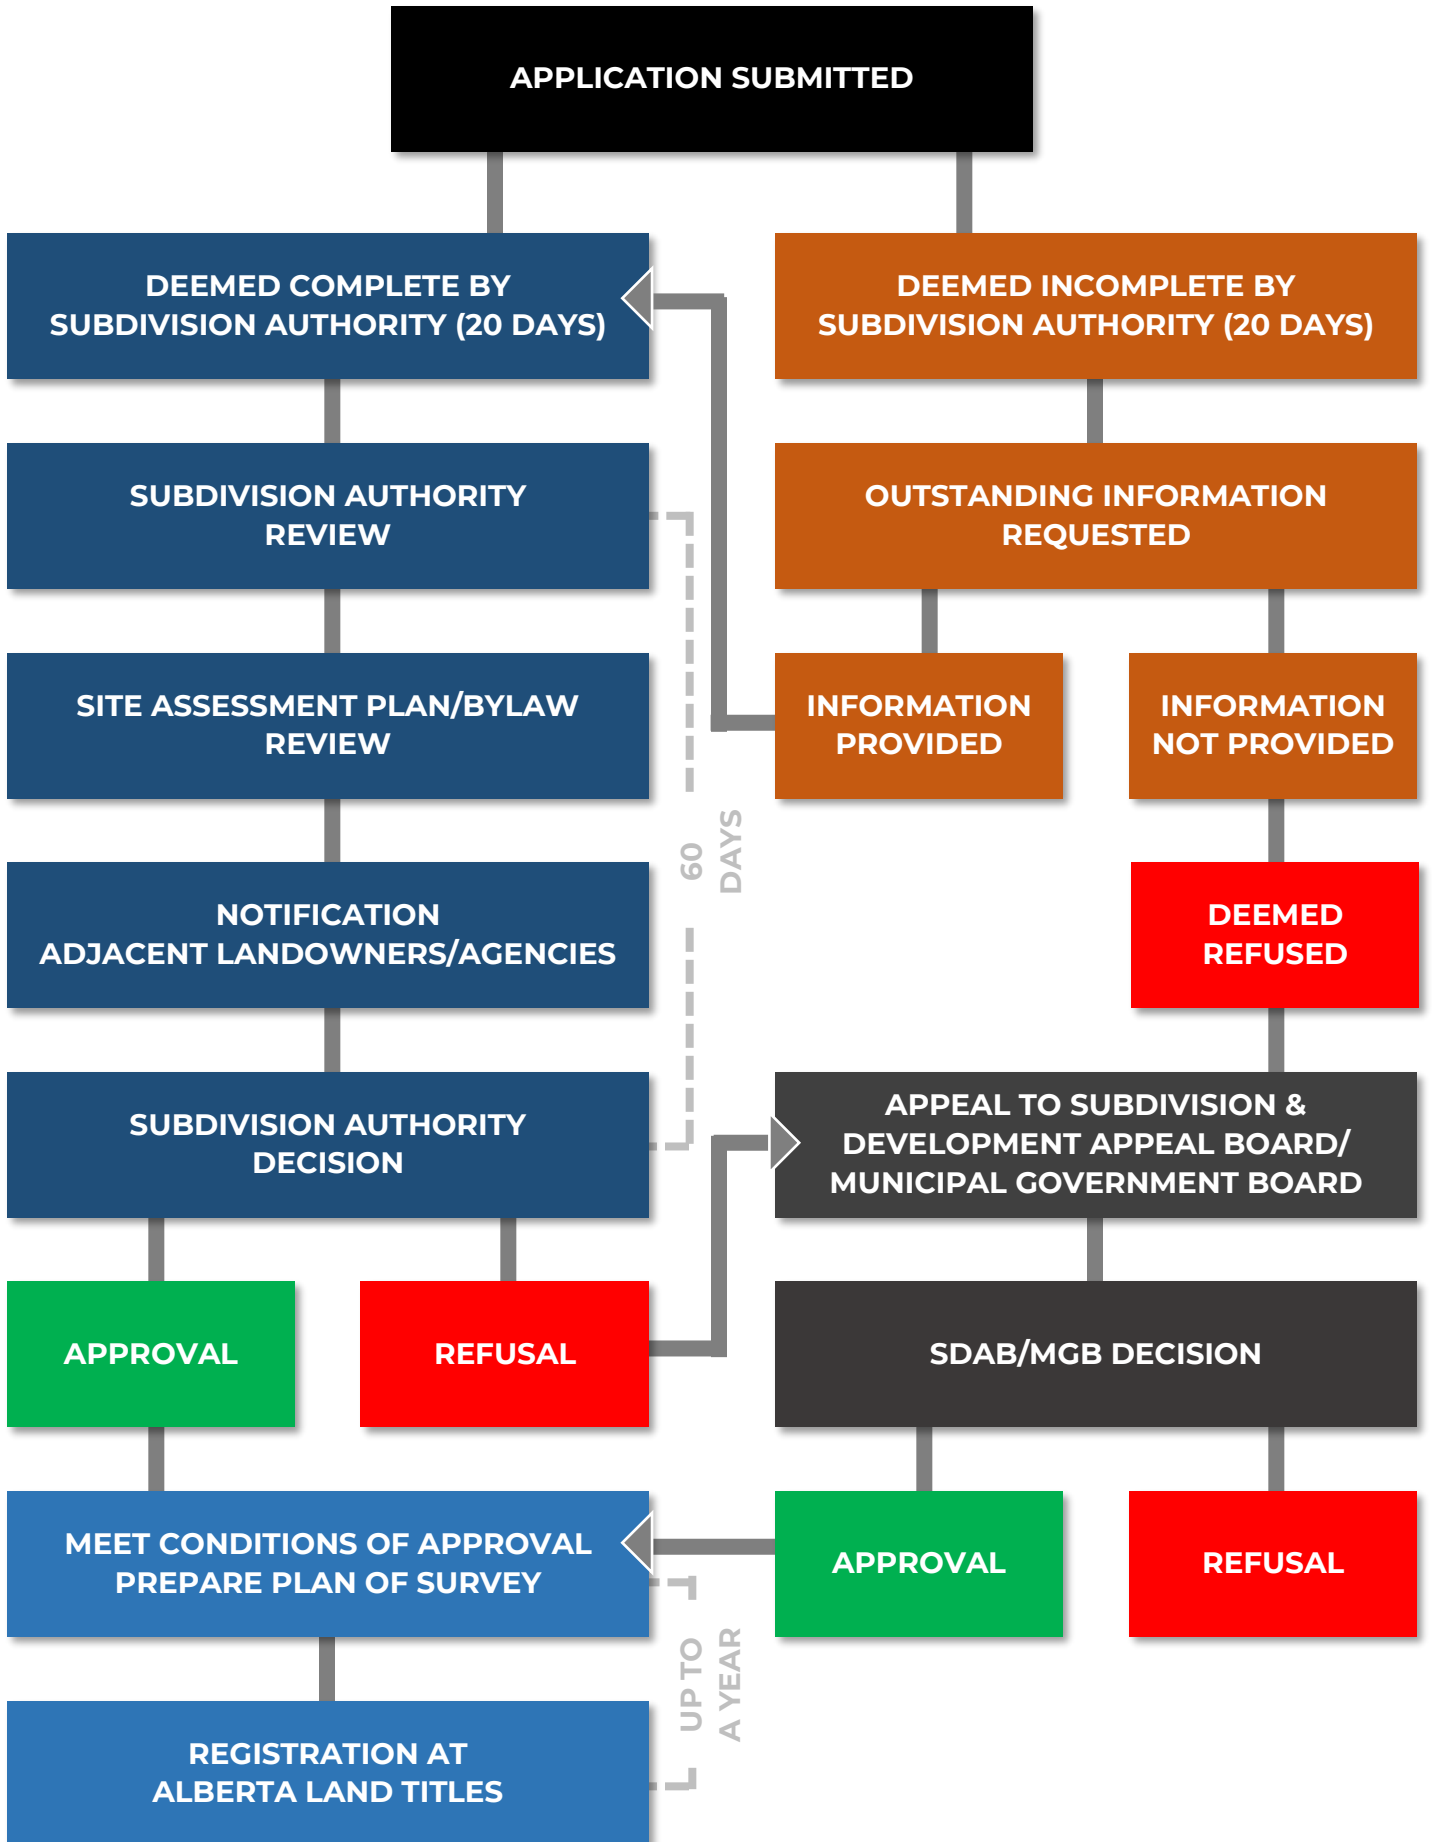 APPLICATION SUBMITTED
DEEMED COMPLETE BY
SUBDIVISION AUTHORITY (20 DAYS)
DEEMED INCOMPLETE BY
SUBDIVISION AUTHORITY (20 DAYS)
SUBDIVISION AUTHORITY
REVIEW
OUTSTANDING INFORMATION
REQUESTED
SITE ASSESSMENT PLAN/BYLAW
REVIEW
INFORMATION
PROVIDED
INFORMATION
NOT PROVIDED
60
DAYS
NOTIFICATION
ADJACENT LANDOWNERS/AGENCIES
DEEMED
REFUSED
SUBDIVISION AUTHORITY
DECISION
APPEAL TO SUBDIVISION &
DEVELOPMENT APPEAL BOARD/
MUNICIPAL GOVERNMENT BOARD
APPROVAL
REFUSAL
SDAB/MGB DECISION
MEET CONDITIONS OF APPROVAL
PREPARE PLAN OF SURVEY
APPROVAL
REFUSAL
UP TO
A YEAR
REGISTRATION AT
ALBERTA LAND TITLES